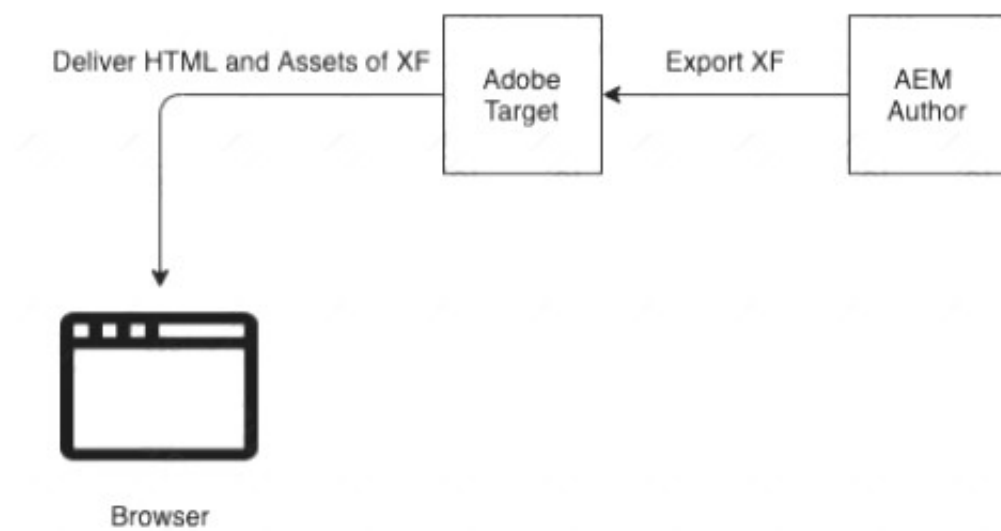 Deliver HTML and Assets of XF
Adobe
Target
Export XF
AEM
Author
Browser